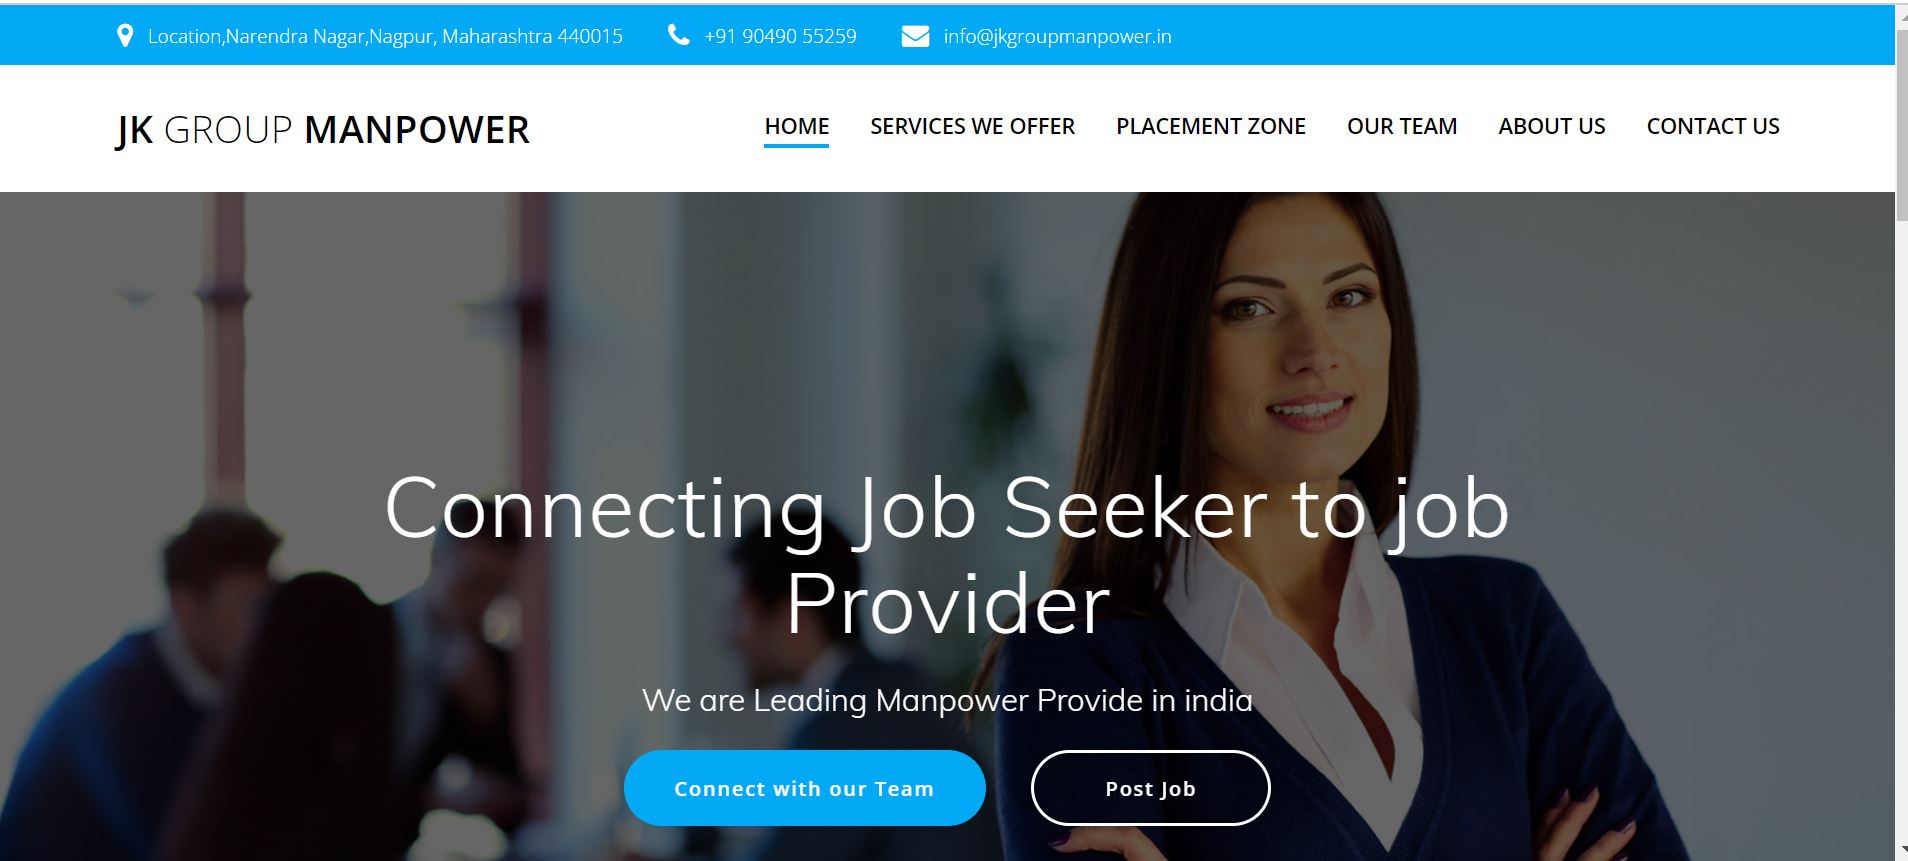 Location,Narendra Nagar,Nagpur, Maharashtra 440015 +91 90490 55259 info@jkgroupmanpower.in
JK GROUP MANPOWER
HOME SERVICES WE OFFER PLACEMENT ZONE OUR TEAM ABOUT US CONTACT US
Connecting Job Seeker to job
Provider
We are Leading Manpower Provide in india
Connect with our Team Post Job